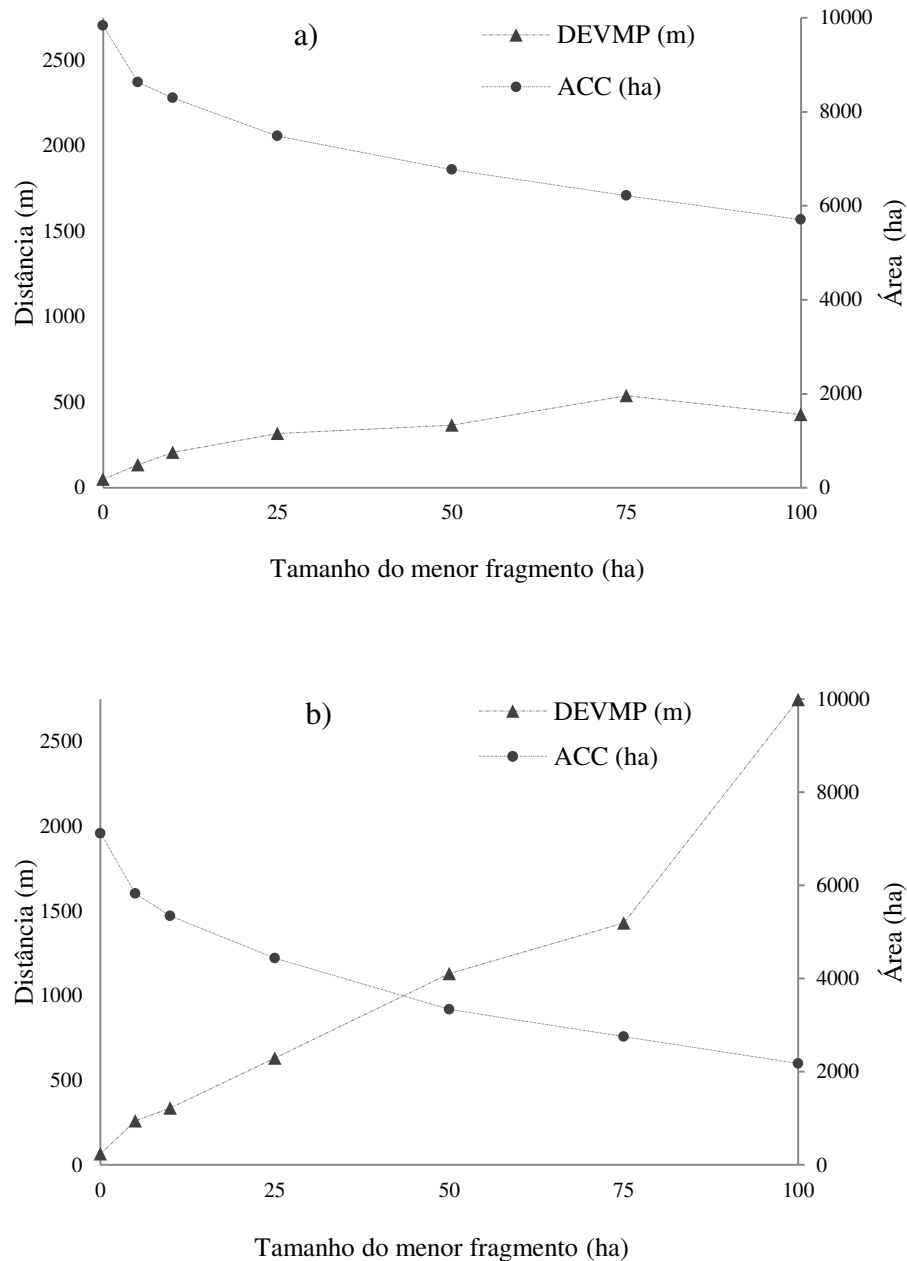 a)
DEVMP (m)
ACC (ha)
Distância (m)
2500
2000
1500
1000
500
0
Área (ha)
10000
8000
6000
4000
2000
0
0 25 50 75 100
Tamanho do menor fragmento (ha)
b)
DEVMP (m)
ACC (ha)
Distância (m)
2500
2000
1500
1000
500
0
Área (ha)
10000
8000
6000
4000
2000
0
0 25 50 75 100
Tamanho do menor fragmento (ha)